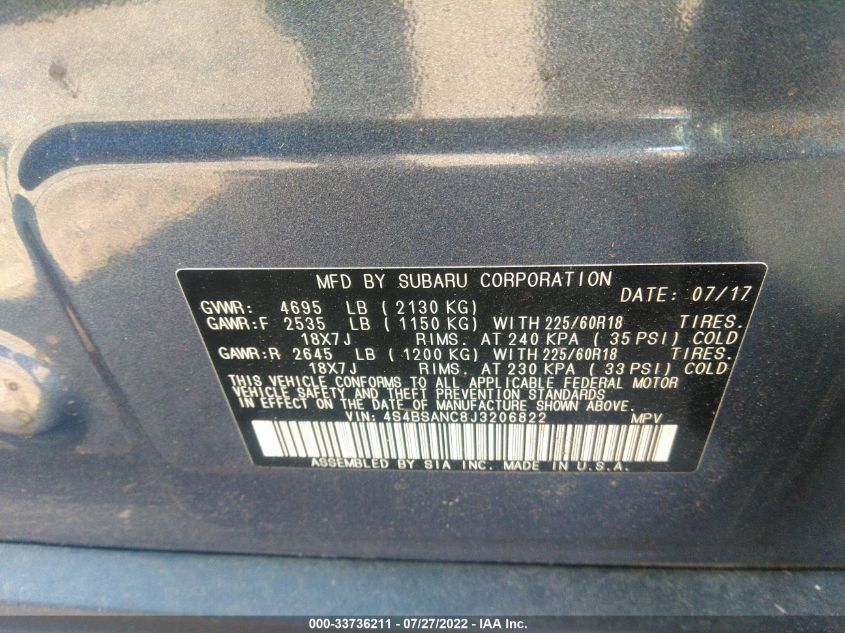 MFD BY SUBARU CORPORATION
DATE: 07/17
GVWR: 4695 LB ( 2130 KG)
GAWR:F 2535 LB ( 1150 KG) WITH 225/60R18 TIRES.
18X7J RIMS. AT 240 KPA ( 35 PSI) COLD
GAWR:R 2645 LB ( 1200 KG) WITH 225/60R18 TIRES.
18X7J RIMS. AT 230 KPA ( 33 PSI) COLD
THIS VEHICLE CONFORMS TO ALL APPLICABLE FEDERAL MOTOR
VEHICLE SAFETY AND THEFT PREVENTION STANDARDS
IN EFFECT ON THE DATE OF MANUFACTURE SHOWN ABOVE.
VIN: 4S4BSANC8J3206822 MPV
ASSEMBLED BY SIA INC. MADE IN U.S.A.
000-33736211 - 07/27/2022 - IAA Inc.